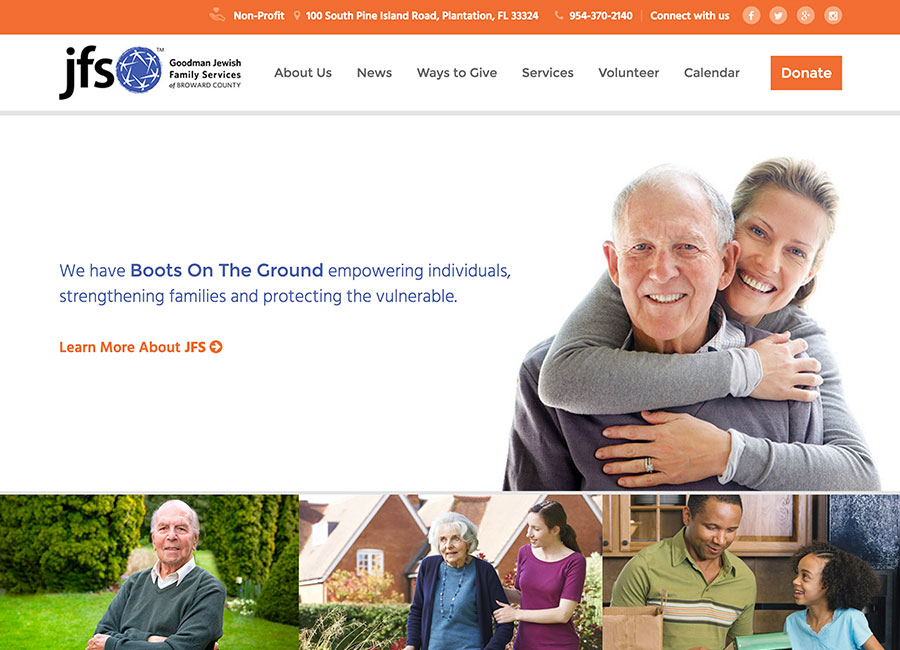 Non-Profit 100 South Pine Island Road, Plantation, FL 33324 954-370-2140 | Connect with us
jfs TM
Goodman Jewish
Family Services
of BROWARD COUNTY
About Us News Ways to Give Services Volunteer Calendar Donate
We have Boots On The Ground empowering individuals,
strengthening families and protecting the vulnerable.
Learn More About JFS